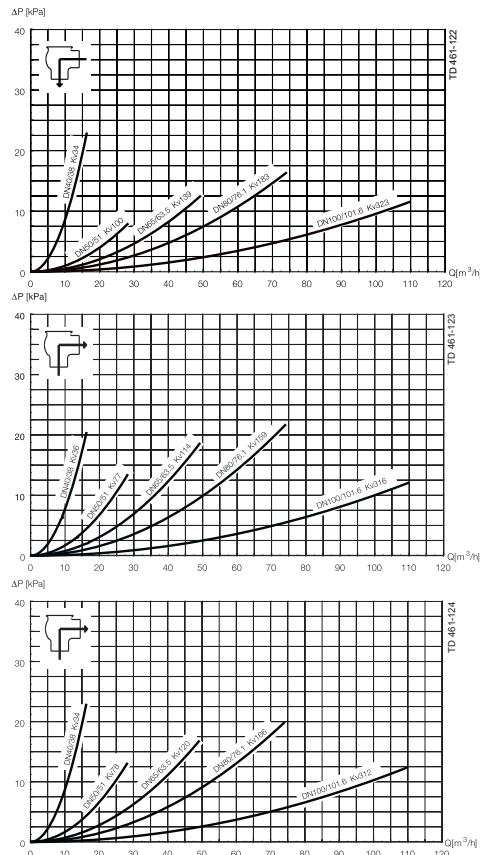 ΔP [kPa]
40
30
20
10
0
DN40/38 Kv34
DN50/51 Kv100
DN65/63.5 Kv139
DN80/76.1 Kv183
DN100/101.6 Kv323
TD 461-122
0 10 20 30 40 50 60 70 80 90 100 110 120
Q[m³/h]
ΔP [kPa]
40
30
20
10
0
DN40/38 Kv36
DN50/51 Kv77
DN65/63.5 Kv114
DN80/76.1 Kv159
DN100/101.6 Kv316
TD 461-123
0 10 20 30 40 50 60 70 80 90 100 110 120
Q[m³/h]
ΔP [kPa]
40
30
20
10
0
DN40/38 Kv34
DN50/51 Kv78
DN65/63.5 Kv120
DN80/76.1 Kv166
DN100/101.6 Kv312
TD 461-124
0 10 20 30 40 50 60 70 80 90 100 110 120
Q[m³/h]